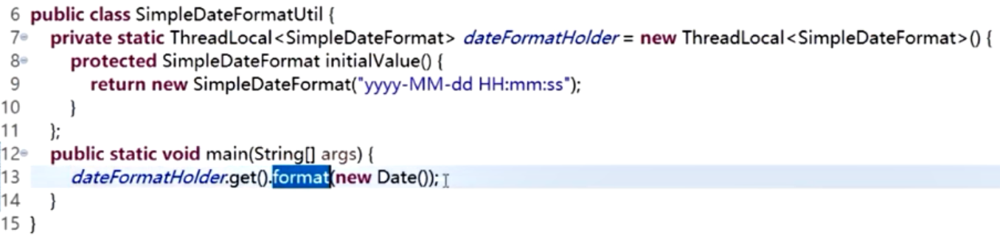 6 public class SimpleDateFormatUtil {
7 private static ThreadLocal<SimpleDateFormat> dateFormatHolder = new ThreadLocal<SimpleDateFormat>() {
8 protected SimpleDateFormat initialValue() {
9 return new SimpleDateFormat("yyyy-MM-dd HH:mm:ss");
10 }
11 };
12 public static void main(String[] args) {
13 dateFormatHolder.get().format(new Date());
14 }
15 }